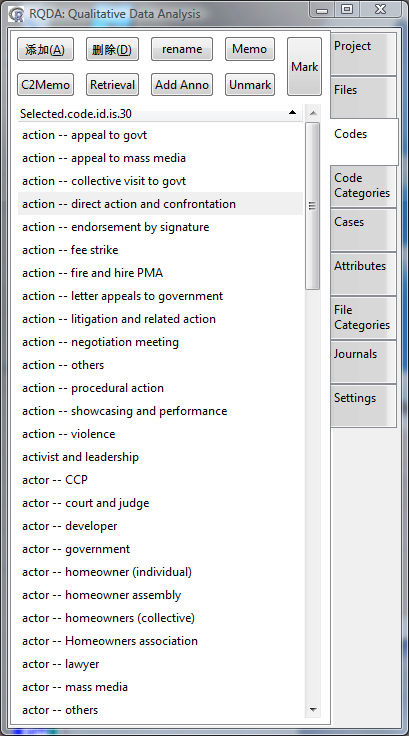 RQDA: Qualitative Data Analysis
添加(A) 删除(D) rename Memo Mark
C2Memo Retrieval Add Anno Unmark
Selected.code.id.is.30
action -- appeal to govt
action -- appeal to mass media
action -- collective visit to govt
action -- direct action and confrontation
action -- endorsement by signature
action -- fee strike
action -- fire and hire PMA
action -- letter appeals to government
action -- litigation and related action
action -- negotiation meeting
action -- others
action -- procedural action
action -- showcasing and performance
action -- violence
activist and leadership
actor -- CCP
actor -- court and judge
actor -- developer
actor -- government
actor -- homeowner (individual)
actor -- homeowner assembly
actor -- homeowners (collective)
actor -- Homeowners association
actor -- lawyer
actor -- mass media
actor -- others
Project
Files
Codes
Code
Categories
Cases
Attributes
File
Categories
Journals
Settings